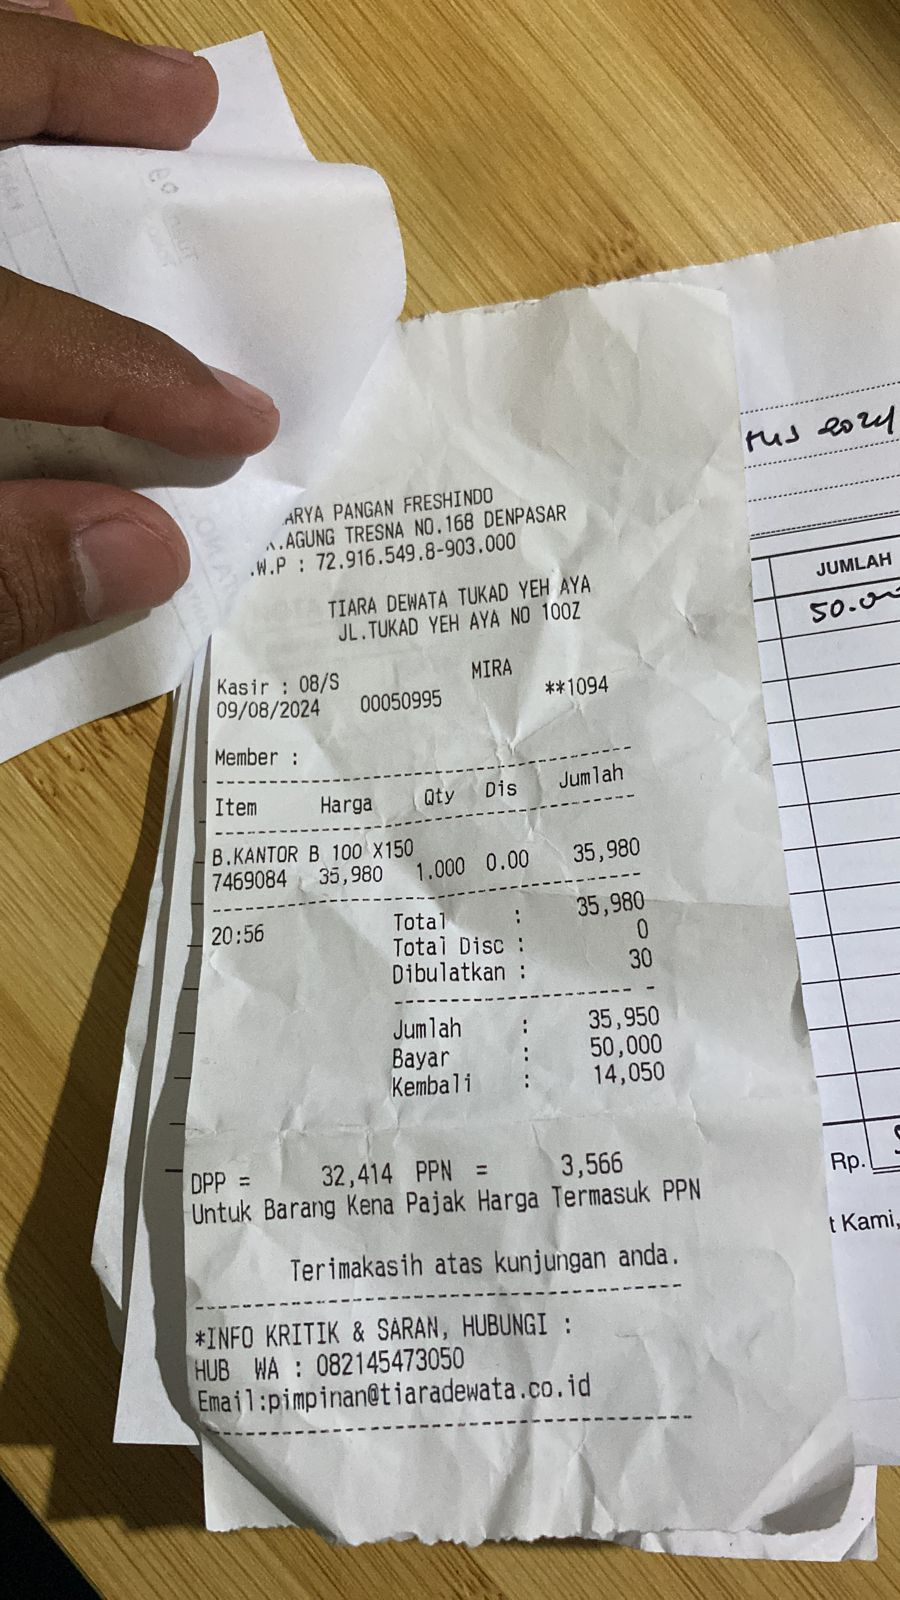 ARYA PANGAN FRESHINDO
.AGUNG TRESNA NO.168 DENPASAR
.W.P : 72.916.549.8-903.000
TIARA DEWATA TUKAD YEH AYA
JL.TUKAD YEH AYA NO 100Z
MIRA
Kasir : 08/S **1094
09/08/2024 00050995
Member :
Item Harga Qty Dis Jumlah
B.KANTOR B 100 X150
7469084 35,980 1.000 0.00 35,980
Total : 35,980
20:56 Total Disc : 0
Dibulatkan : 30
-
Jumlah : 35,950
Bayar : 50,000
Kembali : 14,050
DPP = 32,414 PPN = 3,566
Untuk Barang Kena Pajak Harga Termasuk PPN
Terimakasih atas kunjungan anda.
*INFO KRITIK & SARAN, HUBUNGI :
HUB WA : 082145473050
Email:pimpinan@tiaradewata.co.id
tus 2024
JUMLAH
50.00
Rp.
t Kami,